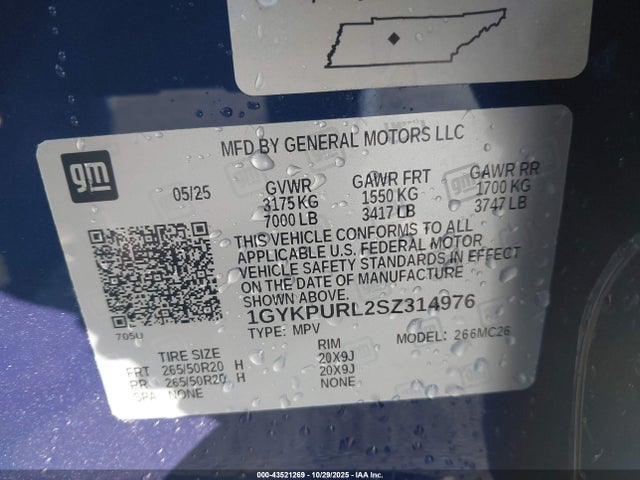 MFD BY GENERAL MOTORS LLC
gm
05/25
GVWR
3175 KG
7000 LB
GAWR FRT
1550 KG
3417 LB
GAWR RR
1700 KG
3747 LB
THIS VEHICLE CONFORMS TO ALL
APPLICABLE U.S. FEDERAL MOTOR
VEHICLE SAFETY STANDARDS IN EFFECT
ON THE DATE OF MANUFACTURE
SHOWN ABOVE.
1GYKPURL2SZ314976
TYPE: MPV
MODEL: 266MC26
705U
TIRE SIZE
RIM
FRT 265/50R20 H 20X9J
RR 265/50R20 H 20X9J
SPA NONE NONE
000-43521269 | 10/29/2025 | IAA Inc.